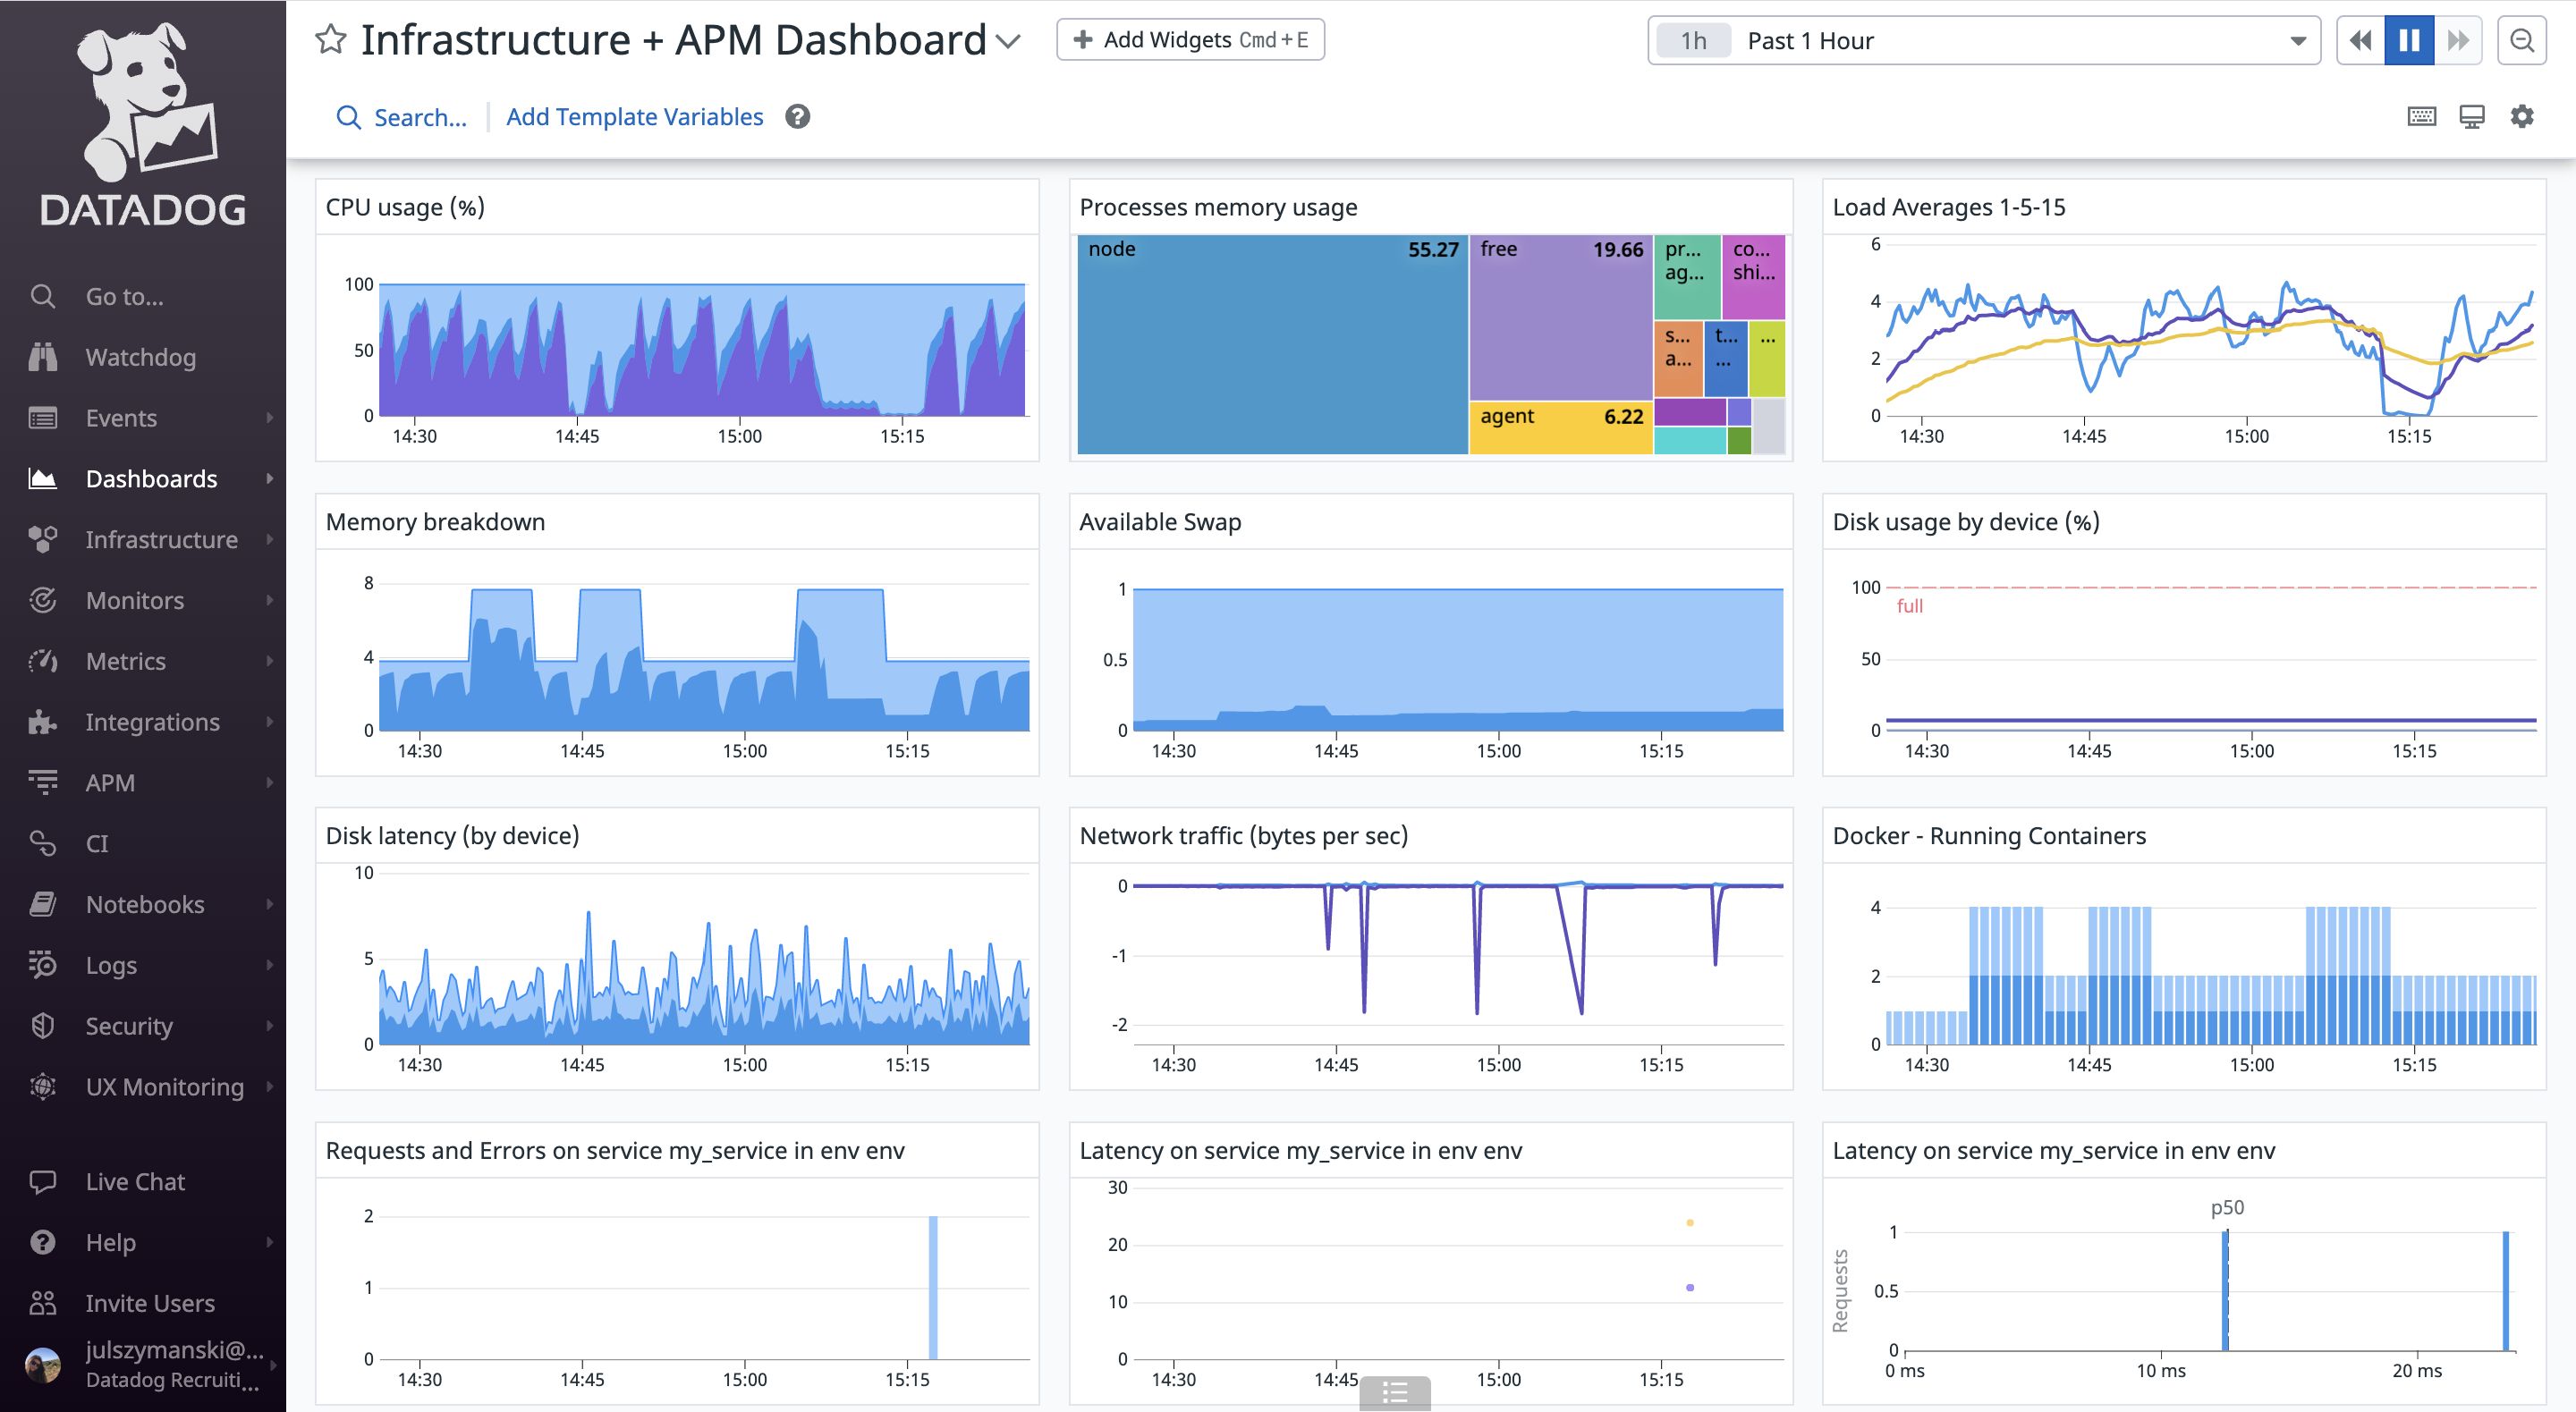 DATADOG
Go to...
Watchdog
Events
Dashboards
Infrastructure
Monitors
Metrics
Integrations
APM
CI
Notebooks
Logs
Security
UX Monitoring
Live Chat
Help
Invite Users
julszymanski@...
Datadog Recruiti...
Infrastructure + APM Dashboard
Add Widgets Cmd+E
1h Past 1 Hour
Search...
Add Template Variables
CPU usage (%)
100
50
0
14:30 14:45 15:00 15:15
Processes memory usage
node 55.27
free 19.66
agent 6.22
pr...
ag...
co...
shi...
s...
a...
t...
...
...
Load Averages 1-5-15
6
4
2
0
14:30 14:45 15:00 15:15
Memory breakdown
8
4
0
14:30 14:45 15:00 15:15
Available Swap
1
0.5
0
14:30 14:45 15:00 15:15
Disk usage by device (%)
100
full
50
0
14:30 14:45 15:00 15:15
Disk latency (by device)
10
5
0
14:30 14:45 15:00 15:15
Network traffic (bytes per sec)
0
-1
-2
14:30 14:45 15:00 15:15
Docker - Running Containers
4
2
0
14:30 14:45 15:00 15:15
Requests and Errors on service my_service in env env
2
1
0
14:30 14:45 15:00 15:15
Latency on service my_service in env env
30
20
10
0
14:30 14:45 15:00 15:15
Latency on service my_service in env env
p50
Requests
1
0.5
0
0 ms 10 ms 20 ms